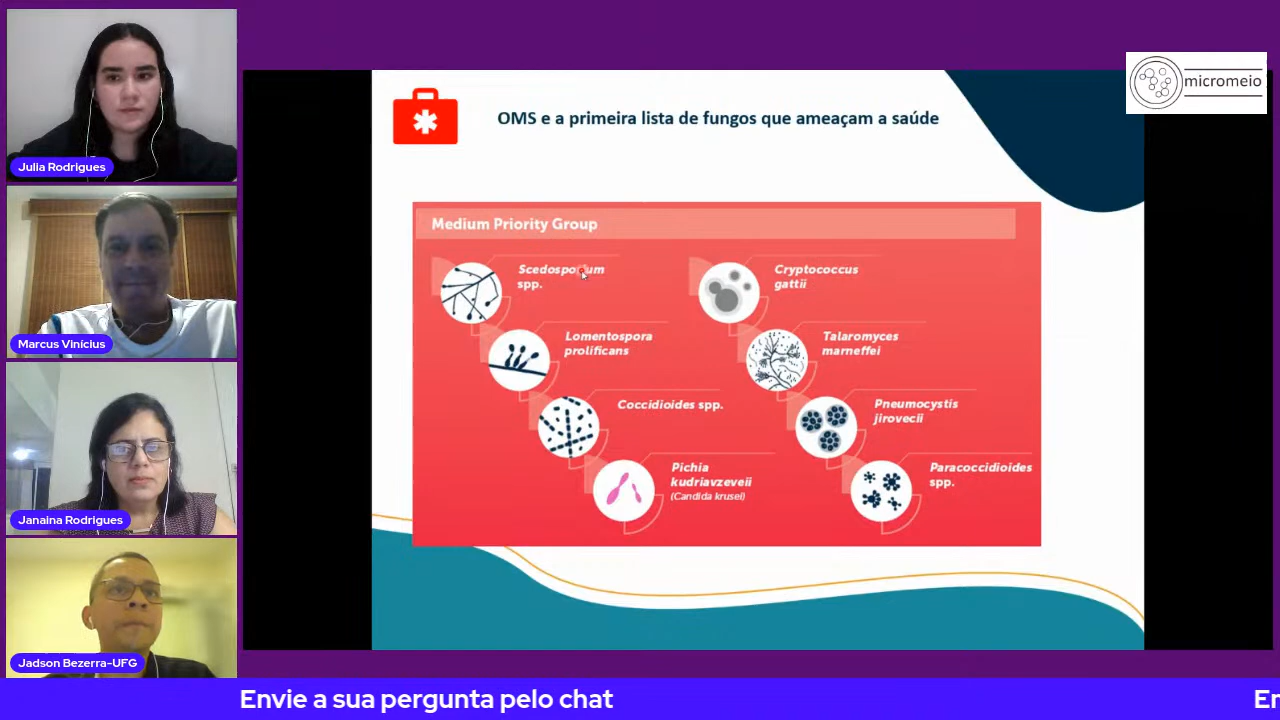 Julia Rodrigues
Marcus Vinícius
Janaina Rodrigues
Jadson Bezerra-UFG
micromeio
OMS e a primeira lista de fungos que ameaçam a saúde
Medium Priority Group
Scedosporium
spp.
Lomentospora
prolificans
Coccidioides spp.
Pichia
kudriavzeveii
(Candida krusei)
Cryptococcus
gattii
Talaromyces
marneffei
Pneumocystis
jirovecii
Paracoccidioides
spp.
Envie a sua pergunta pelo chat